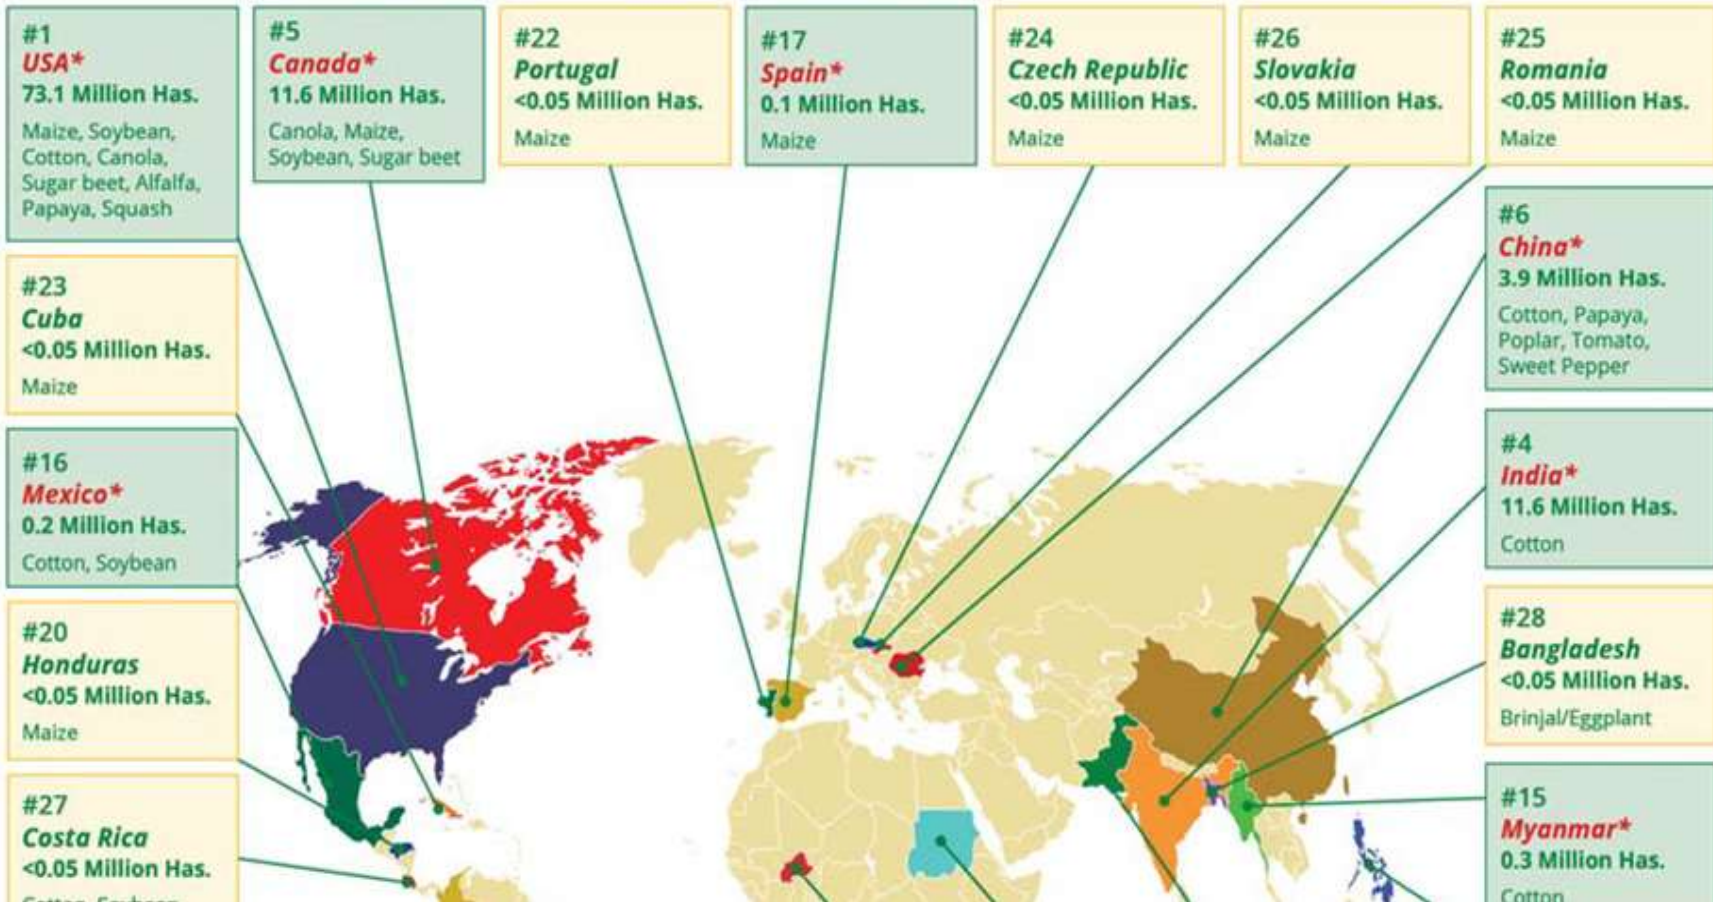 #1
USA*
73.1 Million Has.
Maize, Soybean,
Cotton, Canola,
Sugar beet, Alfalfa,
Papaya, Squash
#5
Canada*
11.6 Million Has.
Canola, Maize,
Soybean, Sugar beet
#22
Portugal
<0.05 Million Has.
Maize
#17
Spain*
0.1 Million Has.
Maize
#24
Czech Republic
<0.05 Million Has.
Maize
#26
Slovakia
<0.05 Million Has.
Maize
#25
Romania
<0.05 Million Has.
Maize
#23
Cuba
<0.05 Million Has.
Maize
#16
Mexico*
0.2 Million Has.
Cotton, Soybean
#20
Honduras
<0.05 Million Has.
Maize
#27
Costa Rica
<0.05 Million Has.
Cotton, Soybean
#6
China*
3.9 Million Has.
Cotton, Papaya,
Poplar, Tomato,
Sweet Pepper
#4
India*
11.6 Million Has.
Cotton
#28
Bangladesh
<0.05 Million Has.
Brinjal/Eggplant
#15
Myanmar*
0.3 Million Has.
Cotton